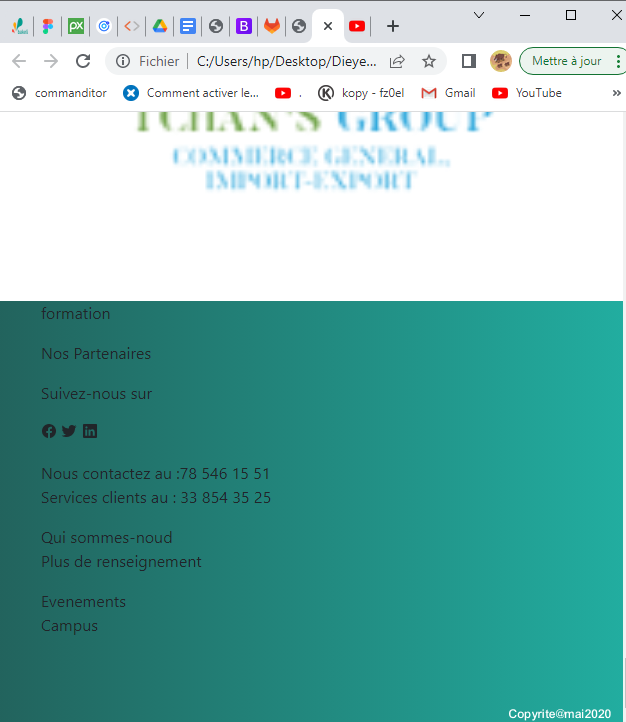 Fichier
C:/Users/hp/Desktop/Dieye...
Mettre à jour
commanditor
Comment activer le...
.
kopy - fz0el
Gmail
YouTube
»
TCHAN'S GROUP
COMMERCE GENERAL,
IMPORT-EXPORT
formation
Nos Partenaires
Suivez-nous sur
Nous contactez au :78 546 15 51
Services clients au : 33 854 35 25
Qui sommes-noud
Plus de renseignement
Evenements
Campus
Copyrite@mai2020